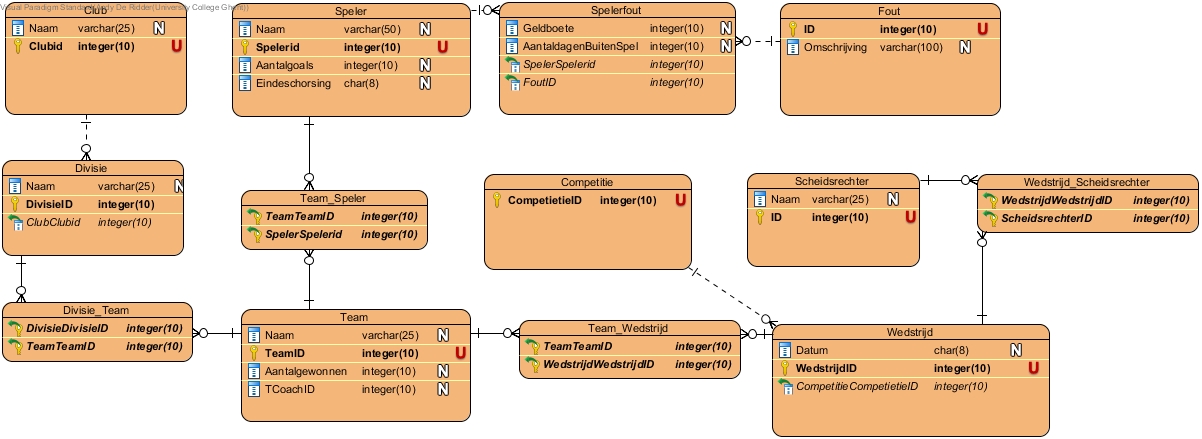 Visual Paradigm Standard(Andy De Ridder(University College Ghent))
Club
Naam varchar(25) N
Clubid integer(10) U
Speler
Naam varchar(50) N
Spelerid integer(10) U
Aantalgoals integer(10) N
Eindeschorsing char(8) N
Spelerfout
Geldboete integer(10) N
AantaldagenBuitenSpel integer(10) N
SpelerSpelerid integer(10)
FoutID integer(10)
Fout
ID integer(10) U
Omschrijving varchar(100) N
Divisie
Naam varchar(25) N
DivisieID integer(10)
ClubClubid integer(10)
Team_Speler
TeamTeamID integer(10)
SpelerSpelerid integer(10)
Competitie
CompetietieID integer(10) U
Scheidsrechter
Naam varchar(25) N
ID integer(10) U
Wedstrijd_Scheidsrechter
WedstrijdWedstrijdID integer(10)
ScheidsrechterID integer(10)
Divisie_Team
DivisieDivisieID integer(10)
TeamTeamID integer(10)
Team
Naam varchar(25) N
TeamID integer(10) U
Aantalgewonnen integer(10) N
TCoachID integer(10) N
Team_Wedstrijd
TeamTeamID integer(10)
WedstrijdWedstrijdID integer(10)
Wedstrijd
Datum char(8) N
WedstrijdID integer(10) U
CompetitieCompetietieID integer(10)